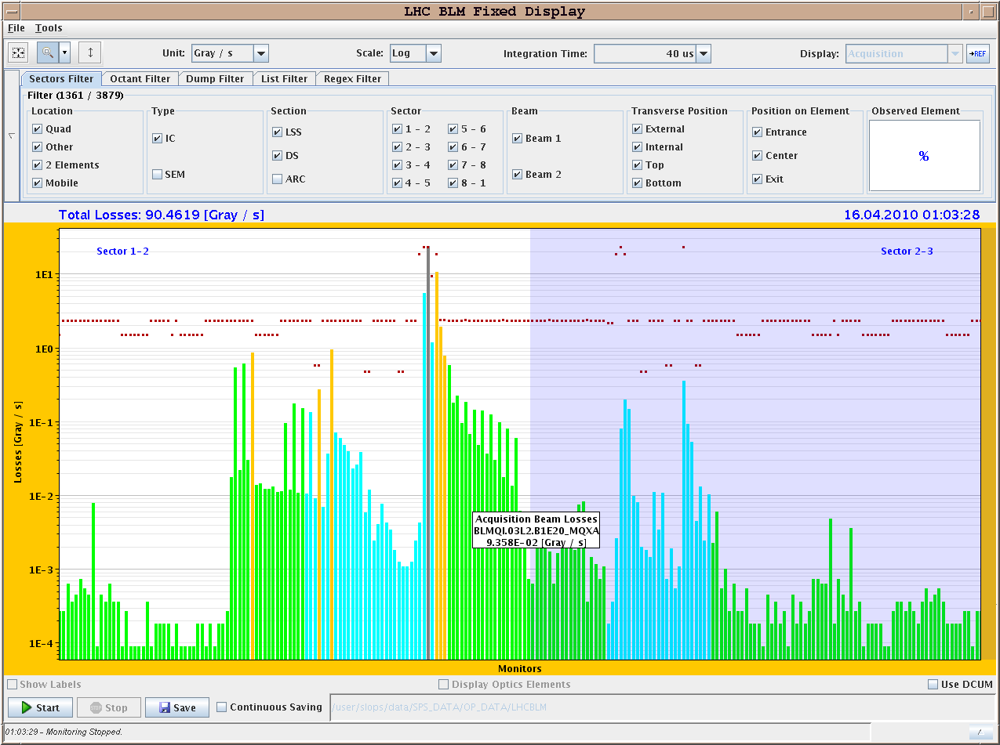 LHC BLM Fixed Display
File Tools
Unit: Gray / s Scale: Log Integration Time: 40 us Display: Acquisition REF
Sectors Filter Octant Filter Dump Filter List Filter Regex Filter
Filter (1361 / 3879)
Location Type Section Sector Beam Transverse Position Position on Element Observed Element
Quad IC LSS 1 - 2 5 - 6 Beam 1 External Entrance
Other 2 - 3 6 - 7 Internal
%
2 Elements SEM DS 3 - 4 7 - 8 Beam 2 Top Center
Mobile ARC 4 - 5 8 - 1 Bottom Exit
Total Losses: 90.4619 [Gray / s] 16.04.2010 01:03:28
Sector 1-2 Sector 2-3
1E1
1E0
1E-1
1E-2
1E-3
1E-4
Losses [Gray / s]
Acquisition Beam Losses
BLMQI.03L2.B1E20_MQXA
9.358E-02 [Gray / s]
Monitors
Show Labels Display Optics Elements Use DCUM
Start STOP Stop Save Continuous Saving /user/slops/data/SPS_DATA/OP_DATA/LHCBLM
01:03:29 - Monitoring Stopped.